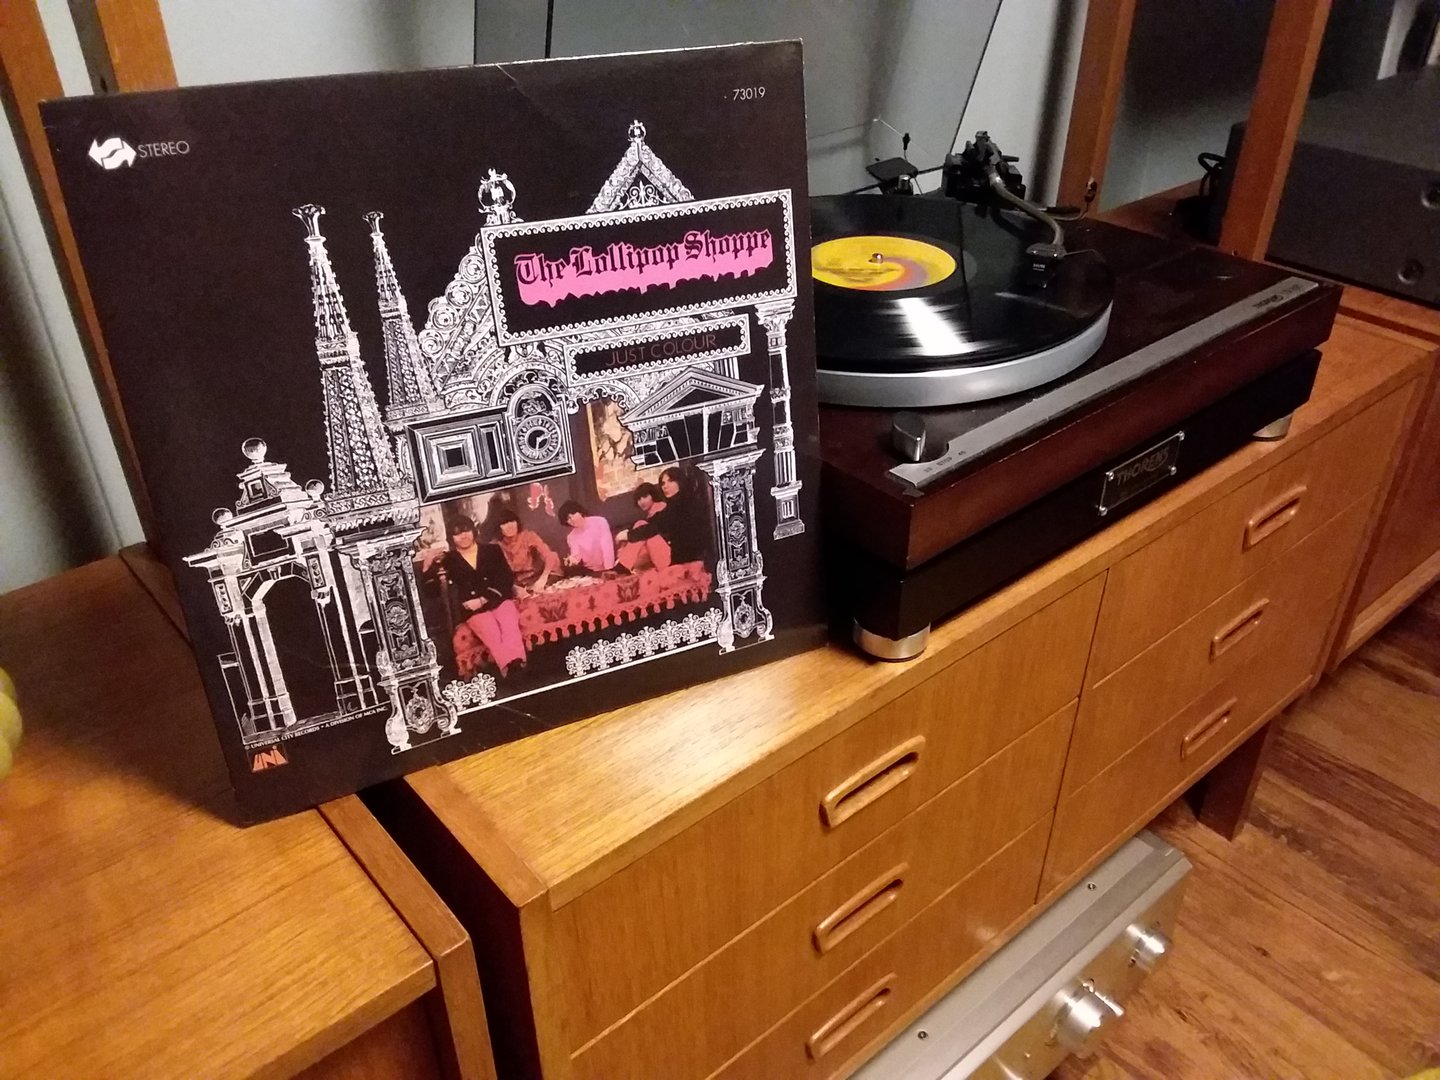 STEREO
73019
The Lollipop Shoppe
JUST COLOUR
© UNIVERSAL CITY RECORDS • A DIVISION OF MCA INC.
UNI
THORENS